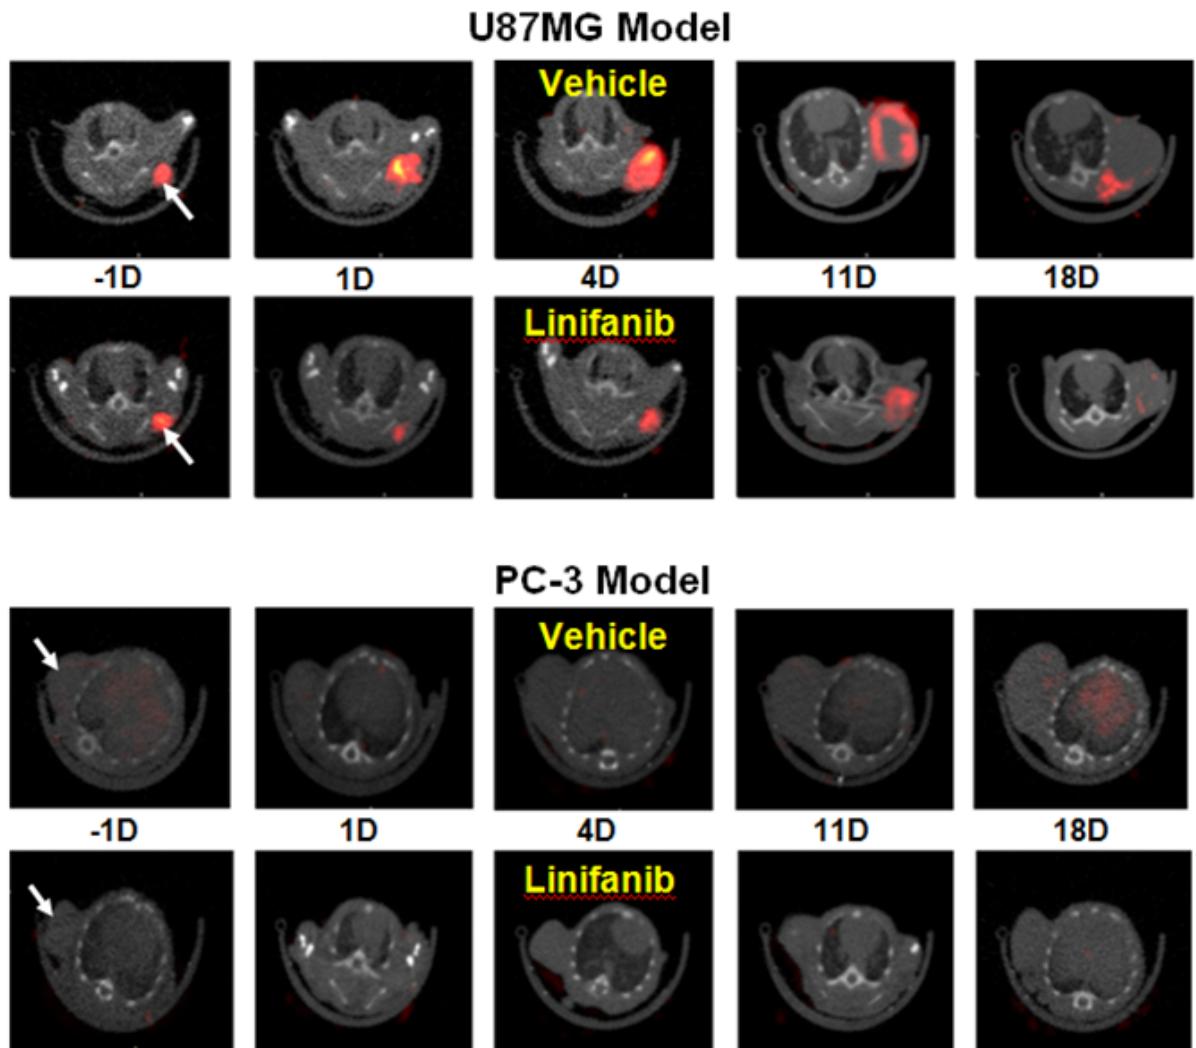 U87MG Model
Vehicle
-1D 1D 4D 11D 18D
Linifanib
PC-3 Model
Vehicle
-1D 1D 4D 11D 18D
Linifanib